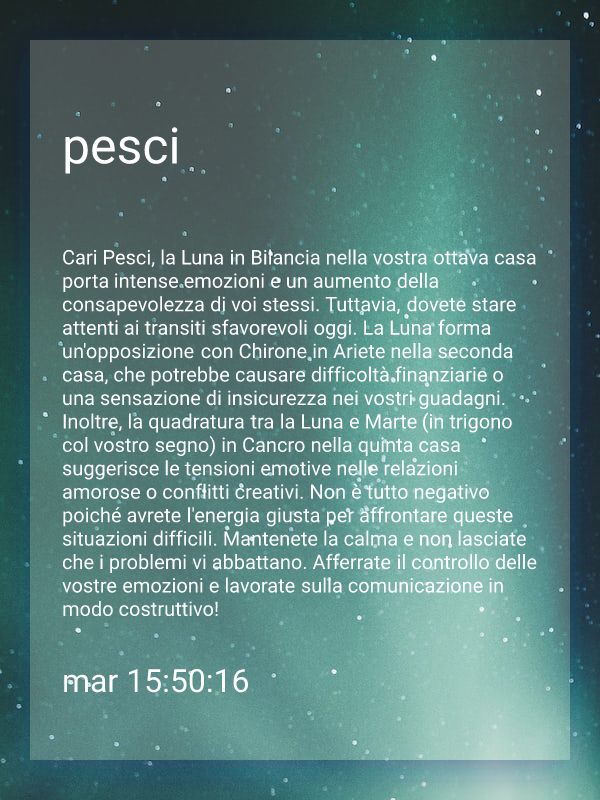 pesci
Cari Pesci, la Luna in Bilancia nella vostra ottava casa
porta intense emozioni e un aumento della
consapevolezza di voi stessi. Tuttavia, dovete stare
attenti ai transiti sfavorevoli oggi. La Luna forma
un'opposizione con Chirone in Ariete nella seconda
casa, che potrebbe causare difficoltà finanziarie o
una sensazione di insicurezza nei vostri guadagni.
Inoltre, la quadratura tra la Luna e Marte (in trigono
col vostro segno) in Cancro nella quinta casa
suggerisce le tensioni emotive nelle relazioni
amorose o conflitti creativi. Non è tutto negativo
poiché avrete l'energia giusta per affrontare queste
situazioni difficili. Mantenete la calma e non lasciate
che i problemi vi abbattano. Afferrate il controllo delle
vostre emozioni e lavorate sulla comunicazione in
modo costruttivo!
mar 15:50:16